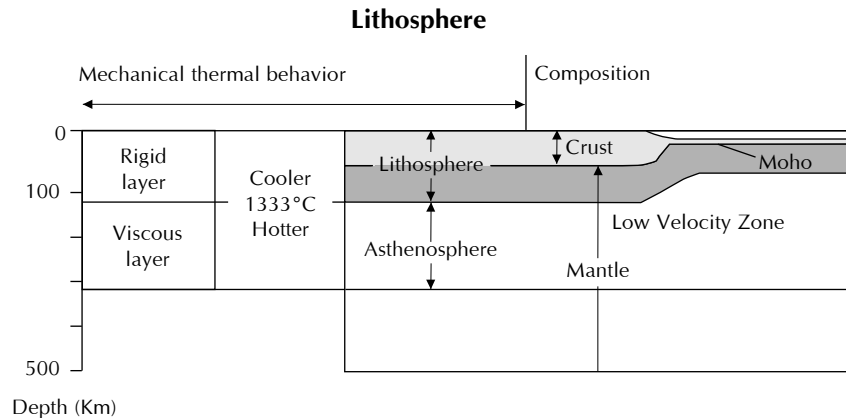 Lithosphere
Mechanical thermal behavior
Composition
0
Rigid
layer
Crust
Moho
Lithosphere
Cooler
100
1333°C
Hotter
Low Velocity Zone
Viscous
layer
Asthenosphere
Mantle
500
Depth (Km)